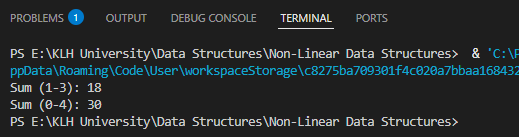 PROBLEMS 1 OUTPUT DEBUG CONSOLE TERMINAL PORTS
PS E:\KLH University\Data Structures\Non-Linear Data Structures> & 'C:\P
ppData\Roaming\Code\User\workspaceStorage\c8275ba709301f4c020a7bbaa168432
Sum (1-3): 18
Sum (0-4): 30
PS E:\KLH University\Data Structures\Non-Linear Data Structures>